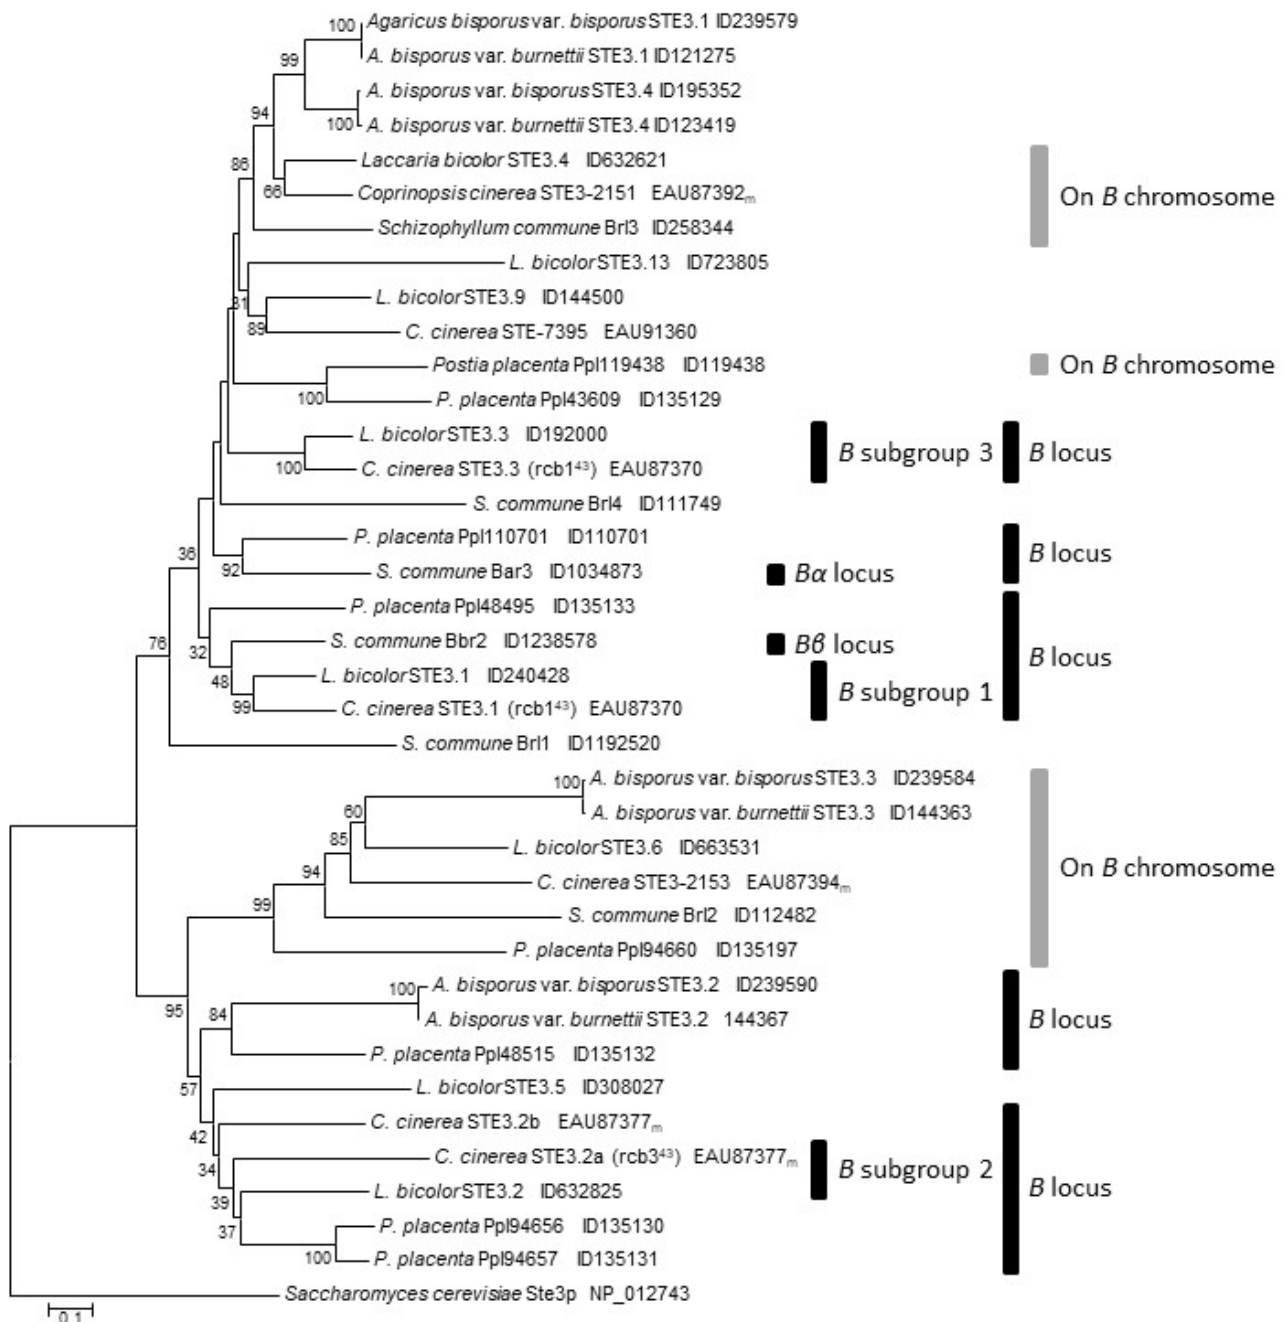 100 Agaricus bisporus var. bisporus STE3.1 ID239579
A. bisporus var. burnettii STE3.1 ID121275
99
A. bisporus var. bisporus STE3.4 ID195352
94
100 A. bisporus var. burnettii STE3.4 ID123419
86 Laccaria bicolor STE3.4 ID632621
66 Coprinopsis cinerea STE3-2151 EAU87392m On B chromosome
Schizophyllum commune Brl3 ID258344
L. bicolor STE3.13 ID723805
31 L. bicolor STE3.9 ID144500
89 C. cinerea STE-7395 EAU91360
Postia placenta Ppl119438 ID119438 On B chromosome
100 P. placenta Ppl43609 ID135129
L. bicolor STE3.3 ID192000
B subgroup 3 B locus
100 C. cinerea STE3.3 (rcb1⁴³) EAU87370
S. commune Brl4 ID111749
P. placenta Ppl110701 ID110701
36 B locus
92 S. commune Bar3 ID1034873 Bα locus
P. placenta Ppl48495 ID135133
76 32 S. commune Bbr2 ID1238578 Bβ locus
B locus
48 L. bicolor STE3.1 ID240428
B subgroup 1
99 C. cinerea STE3.1 (rcb1⁴³) EAU87370
S. commune Brl1 ID1192520
100 A. bisporus var. bisporus STE3.3 ID239584
60 A. bisporus var. burnettii STE3.3 ID144363
85 L. bicolor STE3.6 ID663531
94 On B chromosome
C. cinerea STE3-2153 EAU87394m
99 S. commune Brl2 ID112482
P. placenta Ppl94660 ID135197
100 A. bisporus var. bisporus STE3.2 ID239590
95 84 A. bisporus var. burnettii STE3.2 144367 B locus
P. placenta Ppl48515 ID135132
57 L. bicolor STE3.5 ID308027
42 C. cinerea STE3.2b EAU87377m
34 C. cinerea STE3.2a (rcb3⁴³) EAU87377m B subgroup 2
39 L. bicolor STE3.2 ID632825 B locus
37 P. placenta Ppl94656 ID135130
100 P. placenta Ppl94657 ID135131
Saccharomyces cerevisiae Ste3p NP_012743
0.1